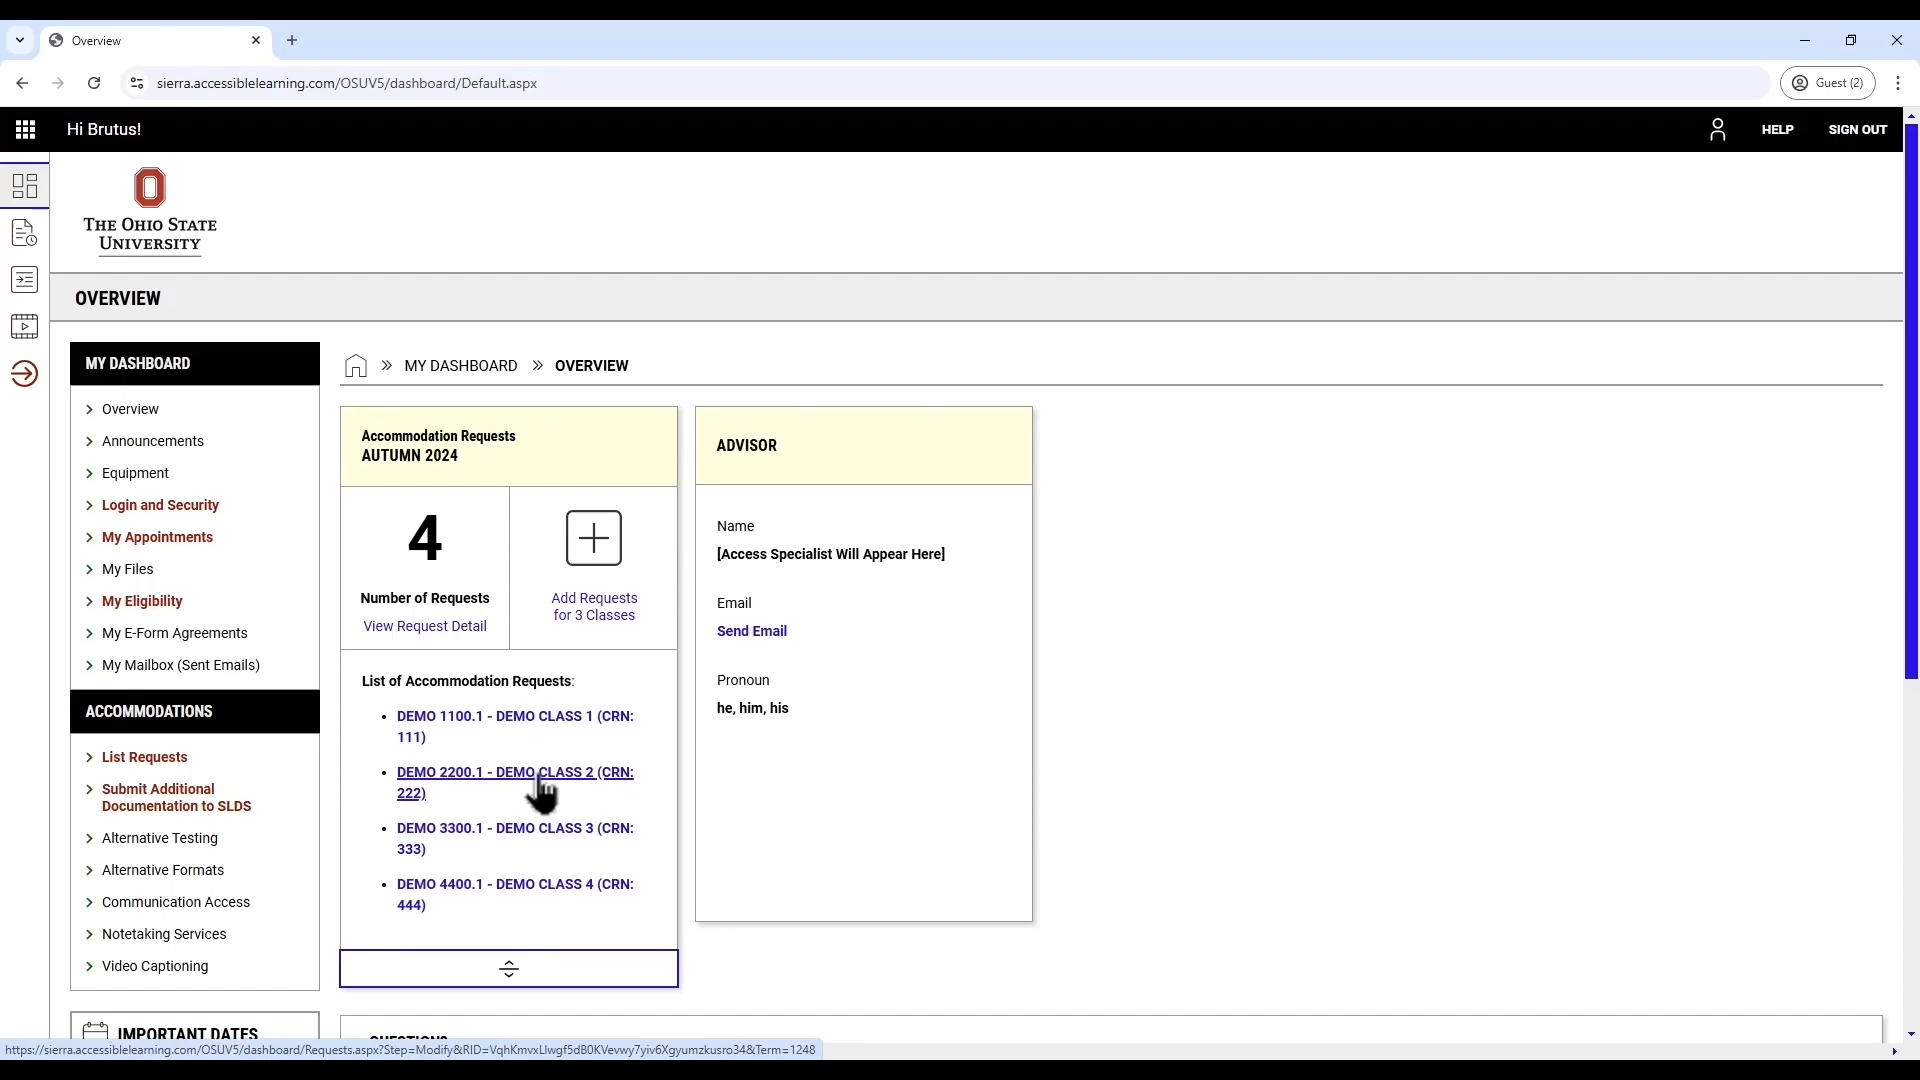 Overview
sierra.accessiblelearning.com/OSUV5/dashboard/Default.aspx
Guest (2)
Hi Brutus!
HELP
SIGN OUT
THE OHIO STATE
UNIVERSITY
OVERVIEW
MY DASHBOARD
Overview
Announcements
Equipment
Login and Security
My Appointments
My Files
My Eligibility
My E-Form Agreements
My Mailbox (Sent Emails)
ACCOMMODATIONS
List Requests
Submit Additional
Documentation to SLDS
Alternative Testing
Alternative Formats
Communication Access
Notetaking Services
Video Captioning
IMPORTANT DATES
» MY DASHBOARD » OVERVIEW
Accommodation Requests
AUTUMN 2024
4
Number of Requests
View Request Detail
Add Requests
for 3 Classes
List of Accommodation Requests:
• DEMO 1100.1 - DEMO CLASS 1 (CRN:
111)
• DEMO 2200.1 - DEMO CLASS 2 (CRN:
222)
• DEMO 3300.1 - DEMO CLASS 3 (CRN:
333)
• DEMO 4400.1 - DEMO CLASS 4 (CRN:
444)
ADVISOR
Name
[Access Specialist Will Appear Here]
Email
Send Email
Pronoun
he, him, his
QUESTIONS